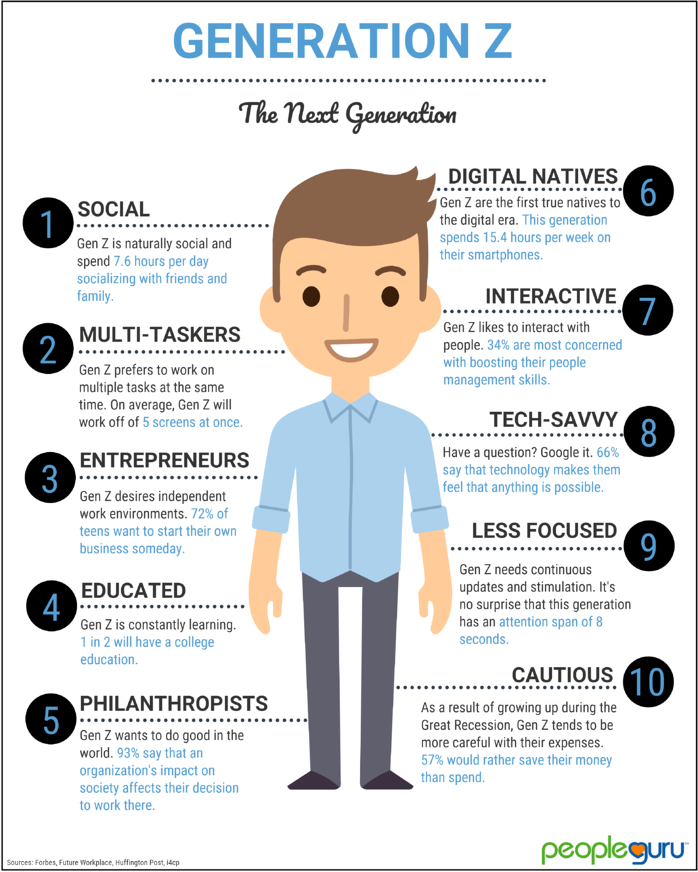 GENERATION Z
The Next Generation
1
SOCIAL
Gen Z is naturally social and
spend 7.6 hours per day
socializing with friends and
family.
2
MULTI-TASKERS
Gen Z prefers to work on
multiple tasks at the same
time. On average, Gen Z will
work off of 5 screens at once.
3
ENTREPRENEURS
Gen Z desires independent
work environments. 72% of
teens want to start their own
business someday.
4
EDUCATED
Gen Z is constantly learning.
1 in 2 will have a college
education.
5
PHILANTHROPISTS
Gen Z wants to do good in the
world. 93% say that an
organization's impact on
society affects their decision
to work there.
DIGITAL NATIVES
6
Gen Z are the first true natives to
the digital era. This generation
spends 15.4 hours per week on
their smartphones.
INTERACTIVE
7
Gen Z likes to interact with
people. 34% are most concerned
with boosting their people
management skills.
TECH-SAVVY
8
Have a question? Google it. 66%
say that technology makes them
feel that anything is possible.
LESS FOCUSED
9
Gen Z needs continuous
updates and stimulation. It's
no surprise that this generation
has an attention span of 8
seconds.
CAUTIOUS
10
As a result of growing up during the
Great Recession, Gen Z tends to be
more careful with their expenses.
57% would rather save their money
than spend.
Sources: Forbes, Future Workplace, Huffington Post, i4cp
peopleguru